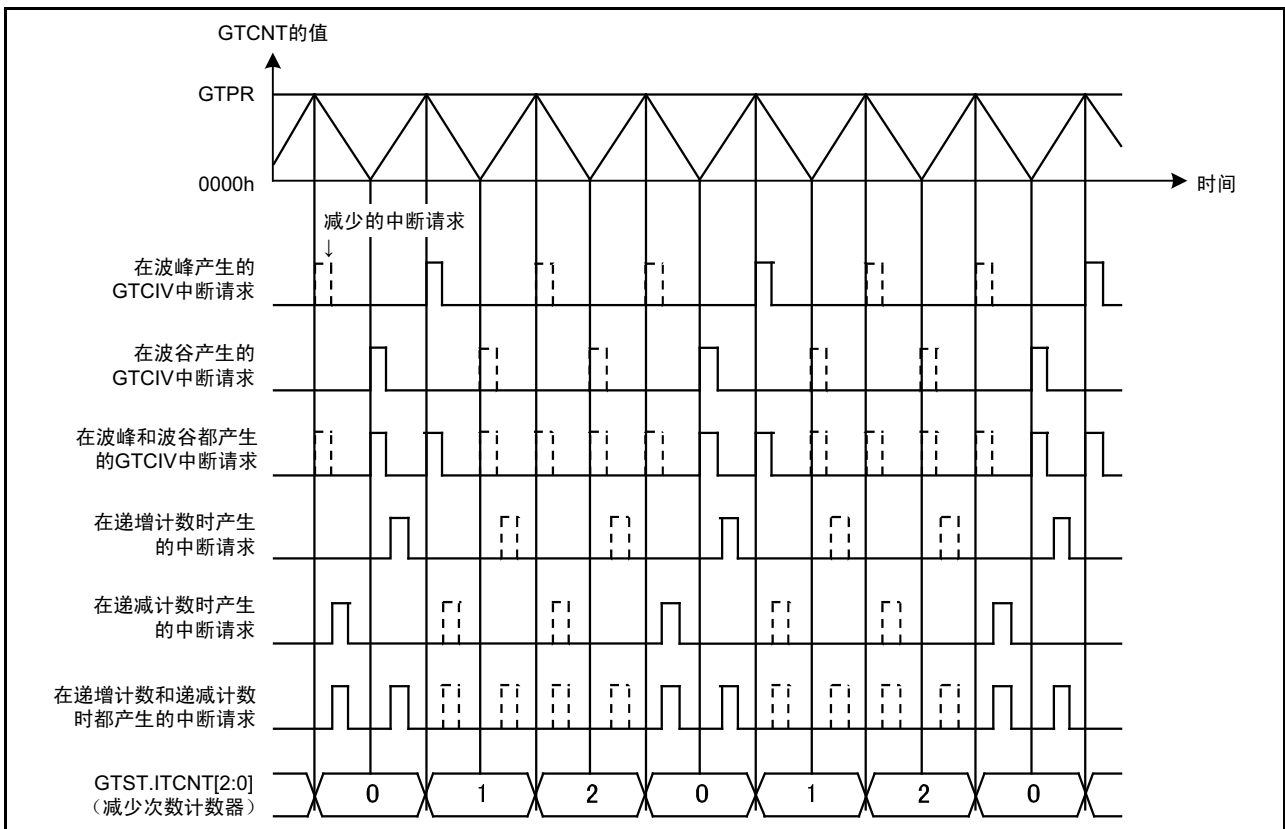 GTCNT的值
GTPR
0000h
时间
减少的中断请求
↓
在波峰产生的
GTCIV中断请求
在波谷产生的
GTCIV中断请求
在波峰和波谷都产生
的GTCIV中断请求
在递增计数时产生
的中断请求
在递减计数时产生
的中断请求
在递增计数和递减计数
时都产生的中断请求
GTST.ITCNT[2:0]
（减少次数计数器）
0 1 2 0 1 2 0